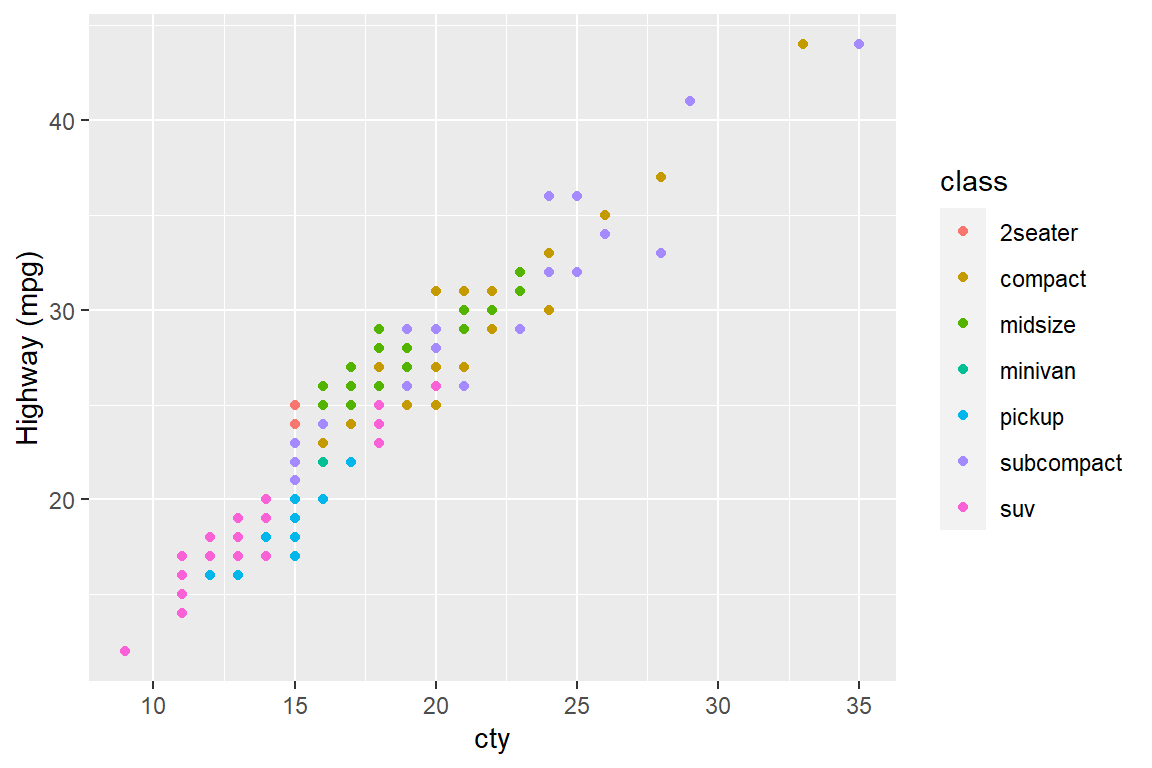 Highway (mpg)
40
30
20
10 15 20 25 30 35
cty
class
2seater
compact
midsize
minivan
pickup
subcompact
suv